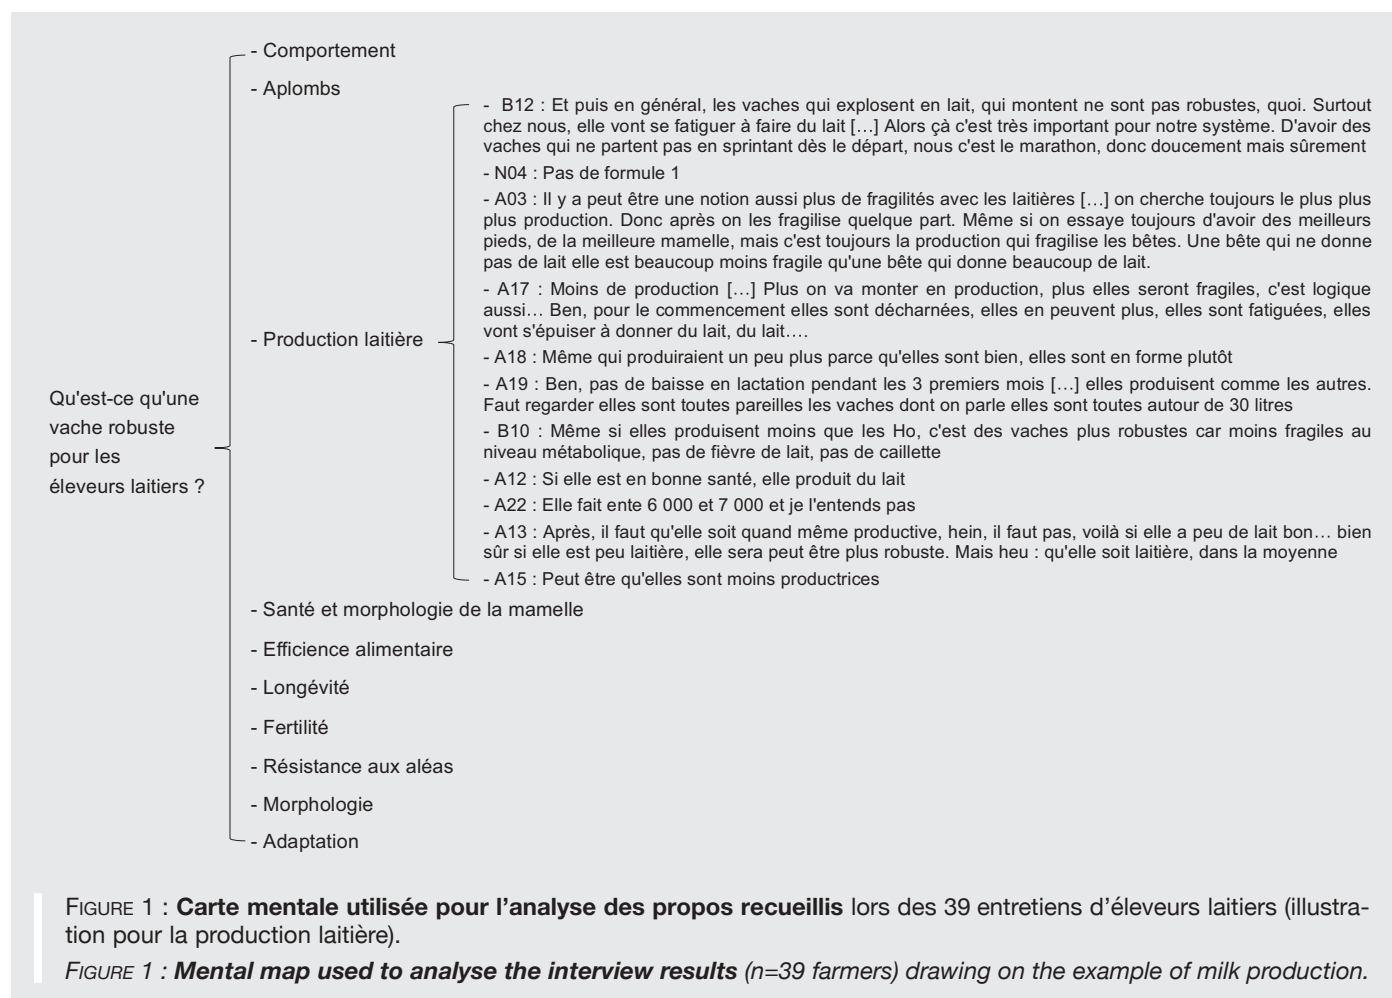 - Comportement
- Aplombs
- B12 : Et puis en général, les vaches qui explosent en lait, qui montent ne sont pas robustes, quoi. Surtout
chez nous, elle vont se fatiguer à faire du lait […] Alors çà c'est très important pour notre système. D'avoir des
vaches qui ne partent pas en sprintant dès le départ, nous c'est le marathon, donc doucement mais sûrement
- N04 : Pas de formule 1
- A03 : Il y a peut être une notion aussi plus de fragilités avec les laitières […] on cherche toujours le plus plus
plus production. Donc après on les fragilise quelque part. Même si on essaye toujours d'avoir des meilleurs
pieds, de la meilleure mamelle, mais c'est toujours la production qui fragilise les bêtes. Une bête qui ne donne
pas de lait elle est beaucoup moins fragile qu'une bête qui donne beaucoup de lait.
- A17 : Moins de production […] Plus on va monter en production, plus elles seront fragiles, c'est logique
aussi… Ben, pour le commencement elles sont décharnées, elles en peuvent plus, elles sont fatiguées, elles
vont s'épuiser à donner du lait, du lait….
- Production laitière
- A18 : Même qui produiraient un peu plus parce qu'elles sont bien, elles sont en forme plutôt
- A19 : Ben, pas de baisse en lactation pendant les 3 premiers mois […] elles produisent comme les autres.
Faut regarder elles sont toutes pareilles les vaches dont on parle elles sont toutes autour de 30 litres
- B10 : Même si elles produisent moins que les Ho, c'est des vaches plus robustes car moins fragiles au
niveau métabolique, pas de fièvre de lait, pas de caillette
- A12 : Si elle est en bonne santé, elle produit du lait
- A22 : Elle fait ente 6 000 et 7 000 et je l'entends pas
- A13 : Après, il faut qu'elle soit quand même productive, hein, il faut pas, voilà si elle a peu de lait bon… bien
sûr si elle est peu laitière, elle sera peut être plus robuste. Mais heu : qu'elle soit laitière, dans la moyenne
- A15 : Peut être qu'elles sont moins productrices
Qu'est-ce qu'une
vache robuste
pour les
éleveurs laitiers ?
- Santé et morphologie de la mamelle
- Efficience alimentaire
- Longévité
- Fertilité
- Résistance aux aléas
- Morphologie
- Adaptation
FIGURE 1 : Carte mentale utilisée pour l'analyse des propos recueillis lors des 39 entretiens d'éleveurs laitiers (illustra-
tion pour la production laitière).
FIGURE 1 : Mental map used to analyse the interview results (n=39 farmers) drawing on the example of milk production.